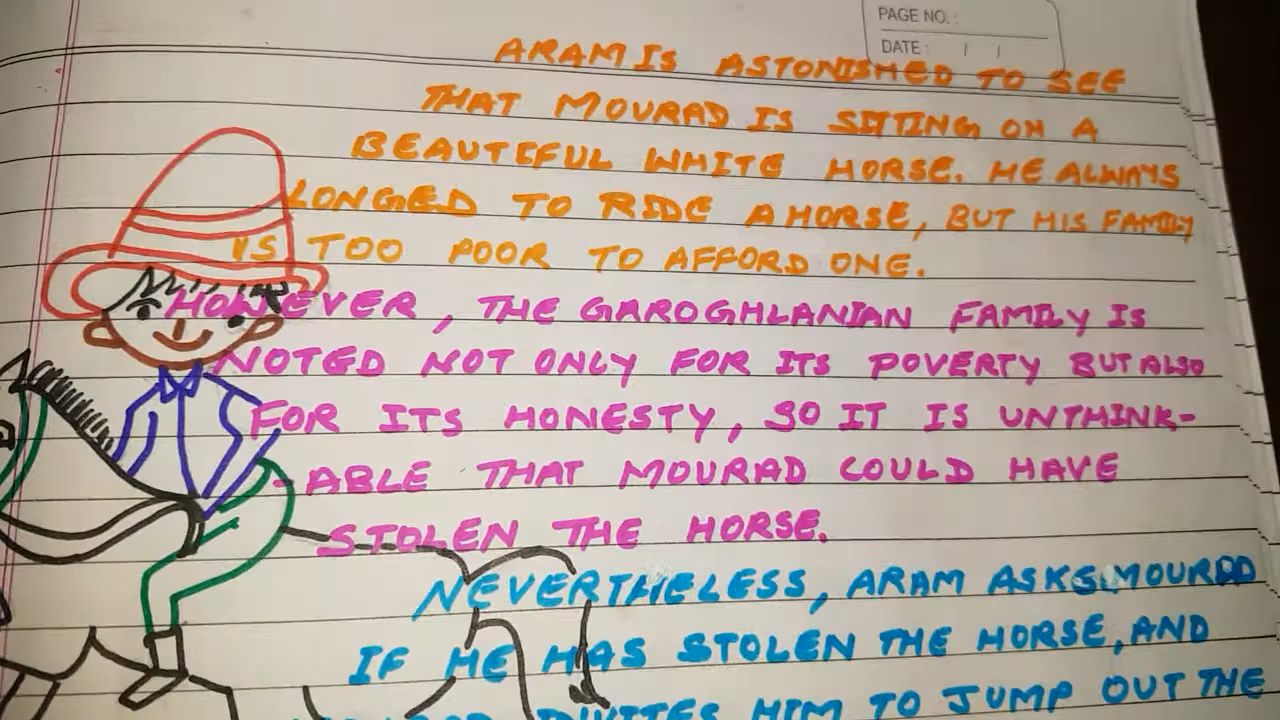 PAGE NO.:
DATE: / /
ARAM IS ASTONISHED TO SEE
THAT MOURAD IS SITTING ON A
BEAUTIFUL WHITE HORSE. HE ALWAYS
LONGED TO RIDE A HORSE, BUT HIS FAMILY
IS TOO POOR TO AFFORD ONE.
HOWEVER, THE GAROGHLANIAN FAMILY IS
NOTED NOT ONLY FOR ITS POVERTY BUT ALSO
FOR ITS HONESTY, SO IT IS UNTHINK-
-ABLE THAT MOURAD COULD HAVE
STOLEN THE HORSE.
NEVERTHELESS, ARAM ASKS MOURAD
IF HE HAS STOLEN THE HORSE, AND
HIM TO JUMP OUT THE